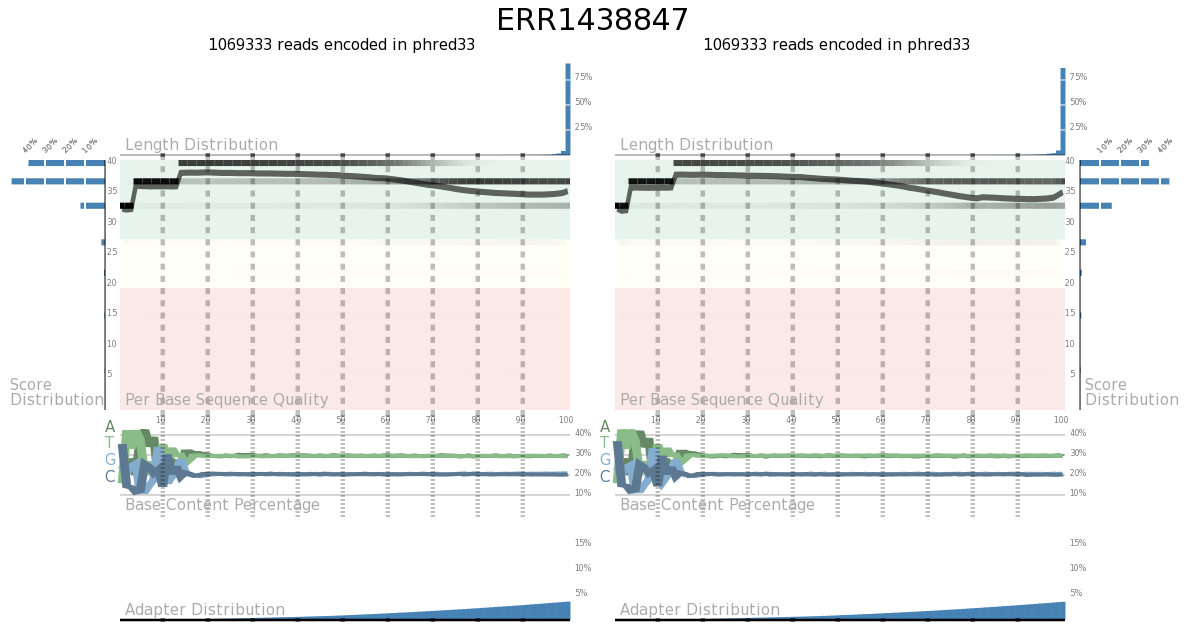 ERR1438847
1069333 reads encoded in phred33
1069333 reads encoded in phred33
75%
50%
25%
75%
50%
25%
Length Distribution
Length Distribution
40% 30% 20% 10%
10% 20% 30% 40%
40
35
30
25
20
15
10
5
40
35
30
25
20
15
10
5
Score
Distribution
Per Base Sequence Quality
Per Base Sequence Quality
Score
Distribution
10 20 30 40 50 60 70 80 90 100
10 20 30 40 50 60 70 80 90 100
A
T
G
C
40%
30%
20%
10%
A
T
G
C
40%
30%
20%
10%
Base Content Percentage
Base Content Percentage
15%
10%
5%
15%
10%
5%
Adapter Distribution
Adapter Distribution